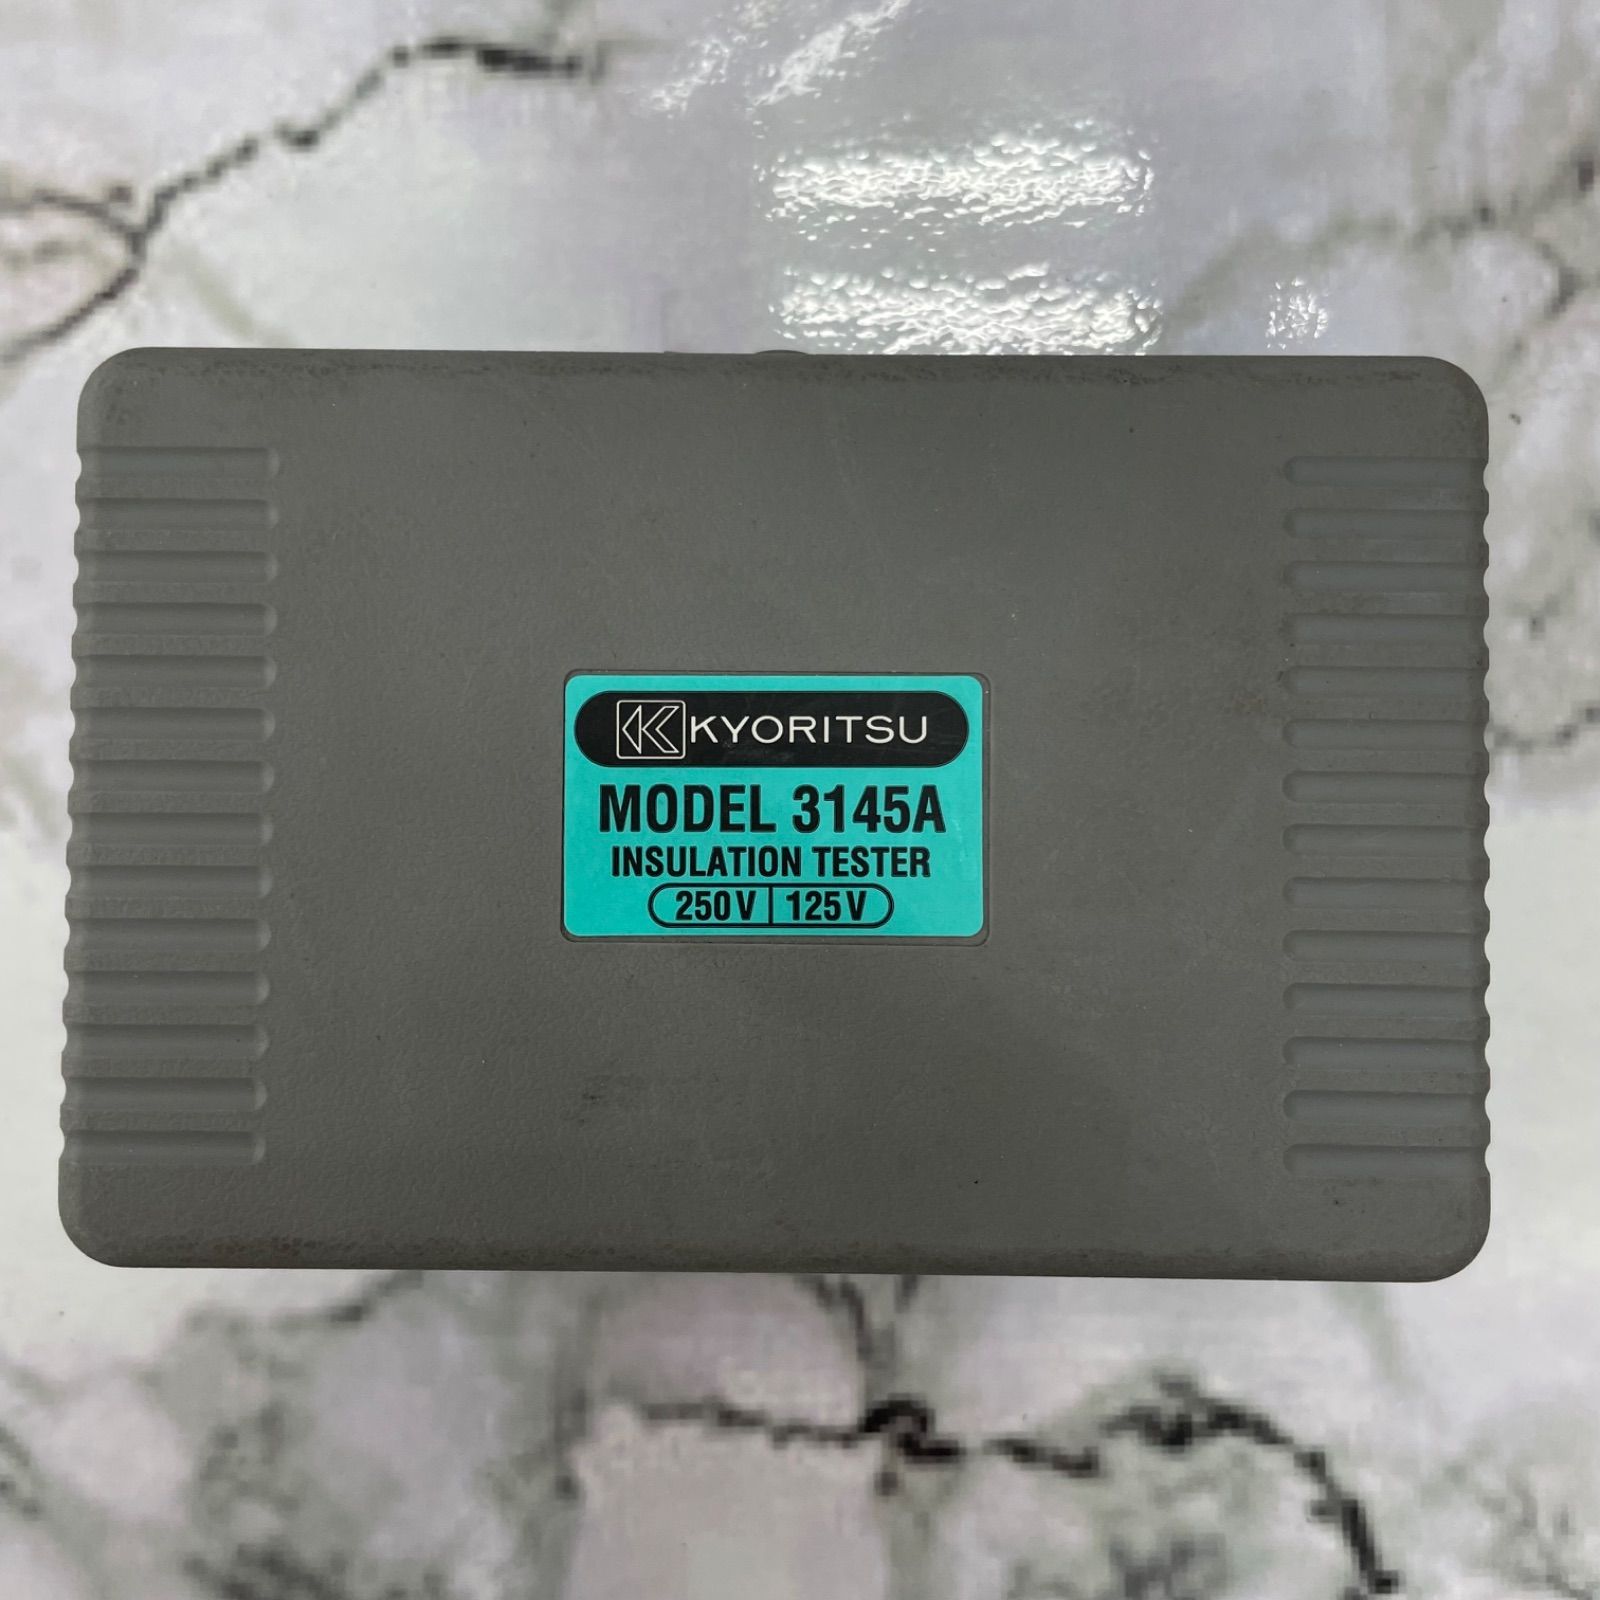 KYORITSU
MODEL 3145A
INSULATION TESTER
250V 125V